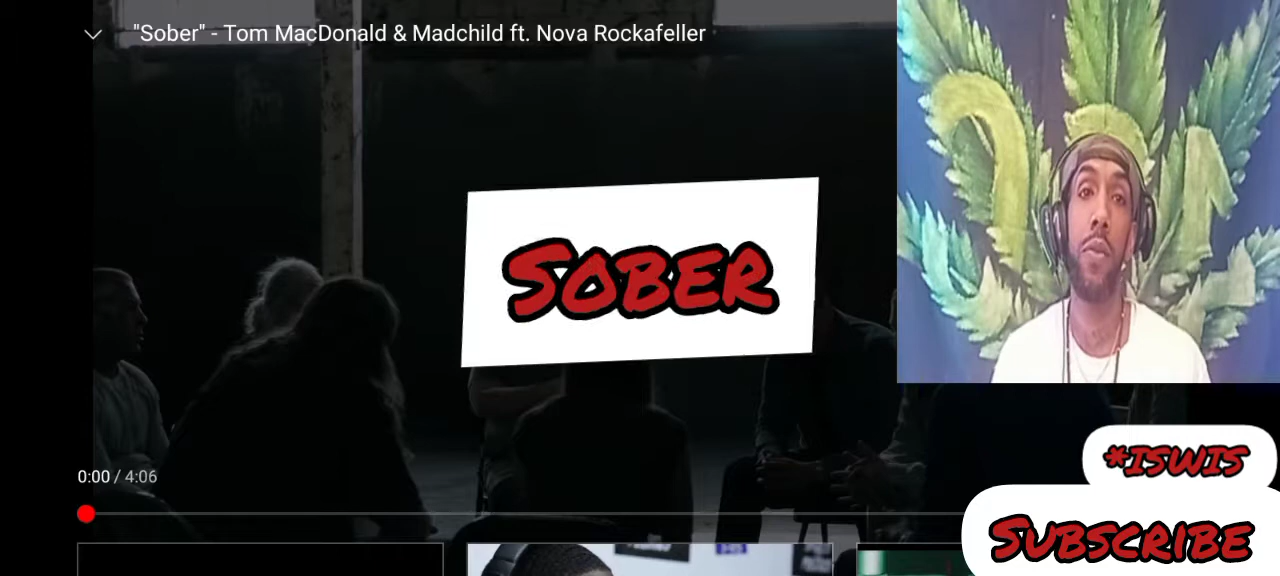 "Sober" - Tom MacDonald & Madchild ft. Nova Rockafeller
SOBER
0:00 / 4:06
*ISWIS
SUBSCRIBE